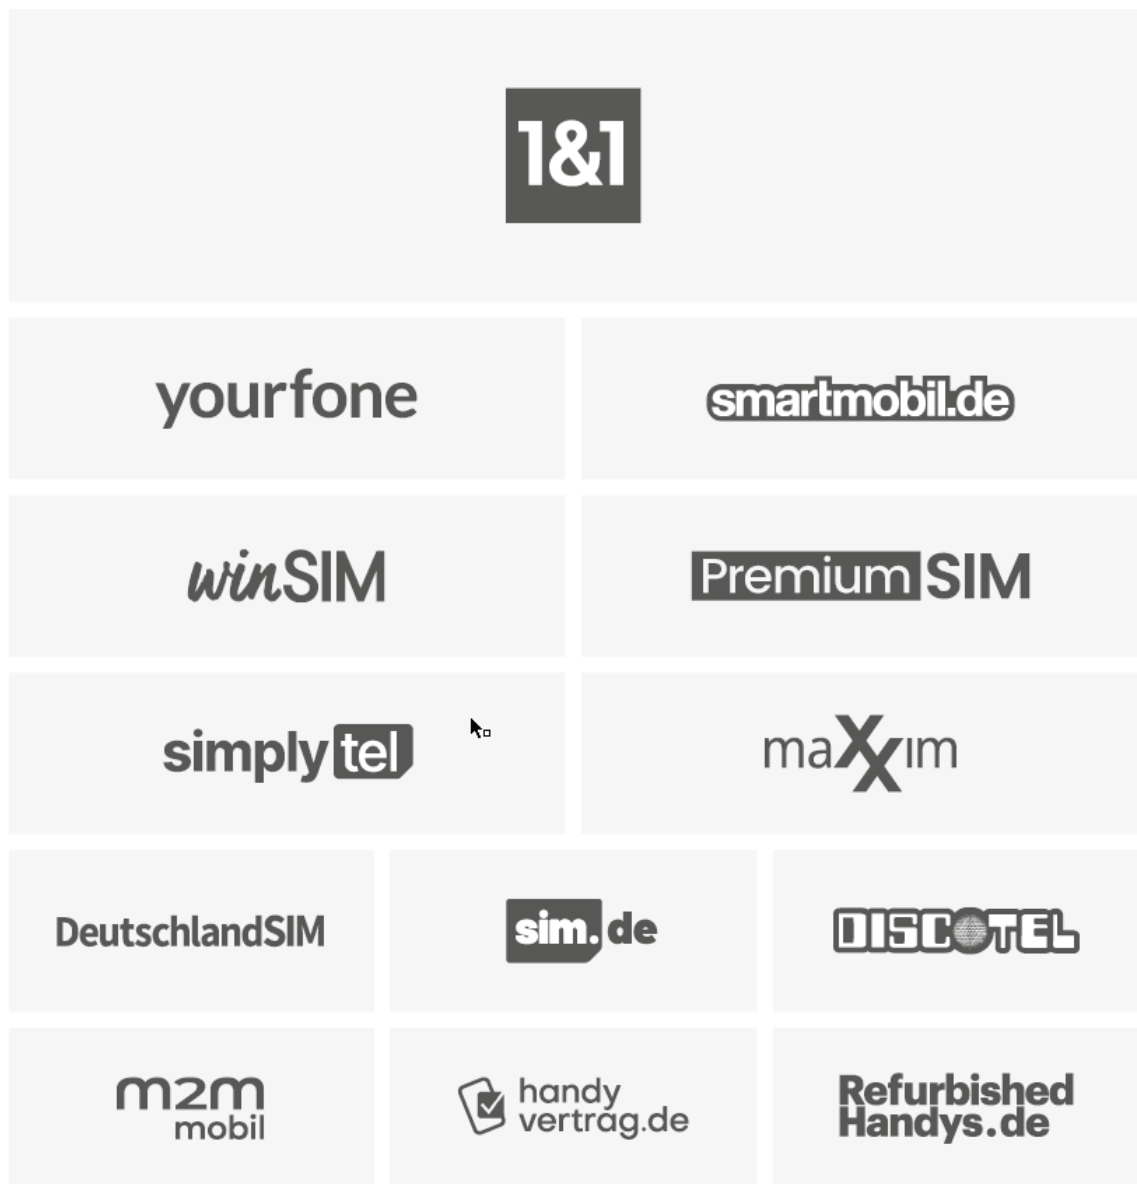 1&1
yourfone
smartmobil.de
winSIM
Premium SIM
simply tel
maXXim
DeutschlandSIM
sim.de
DISCOTEL
m2m
mobil
handy
vertrag.de
Refurbished
Handys.de